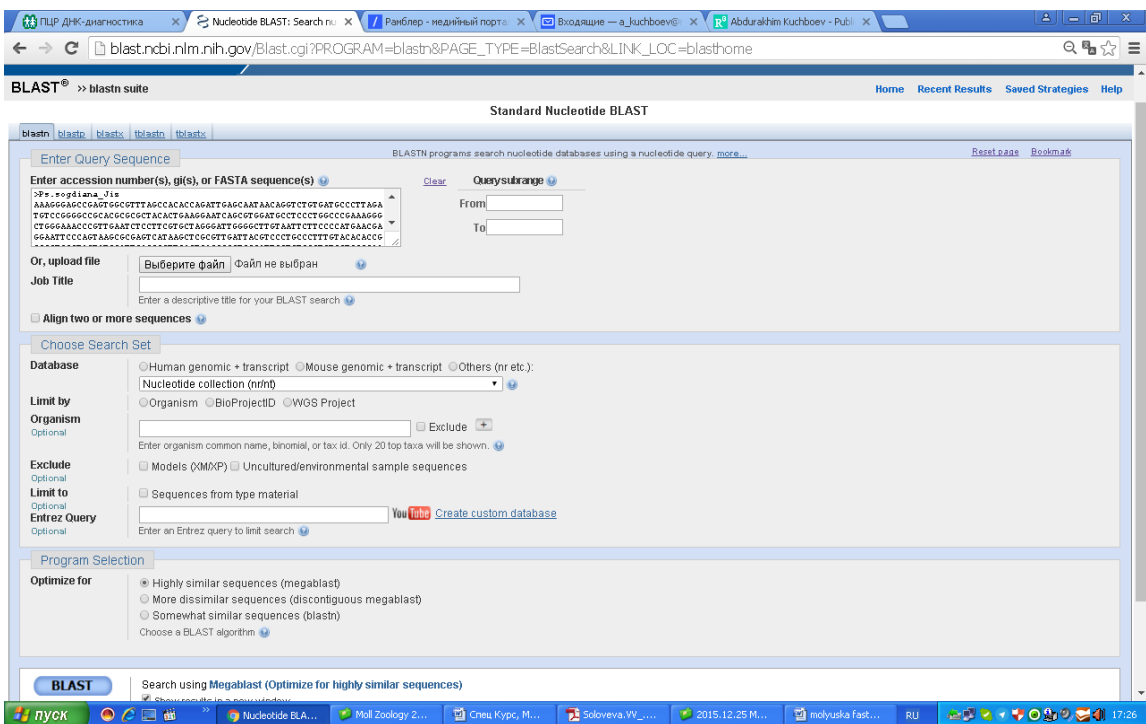 ПЦР ДНК-диагностика
Nucleotide BLAST: Search nu
Рамблер - медийный порта
Входящие — a_kuchboev@
Abdurakhim Kuchboev - Publ
blast.ncbi.nlm.nih.gov/Blast.cgi?PROGRAM=blastn&PAGE_TYPE=BlastSearch&LINK_LOC=blasthome
BLAST® >> blastn suite
Home Recent Results Saved Strategies Help
Standard Nucleotide BLAST
blastn blastp blastx tblastn tblastx
Enter Query Sequence
BLASTN programs search nucleotide databases using a nucleotide query. more...
Reset page Bookmark
Enter accession number(s), gi(s), or FASTA sequence(s)
Clear
Query subrange
>Ps.sogdiana_Jiz
AAAGGGAGCCGAGTGGCGTTTAGCCACACCAGATTGAGCAATAACAGGTCTGTGATGCCCTTAGA
TGTCCGGGGCCGCACGCGCGCTACACTGAAGGAATCAGCGTGGATGCCTCCCTGGCCCGAAAGGG
CTGGGAAACCCGTTGAATCTCCTTCGTGCTAGGGATTGGGGCTTGTAATTCTTCCCCATGAACGA
GGAATTCCCAGTAAGCGCGAGTCATAAGCTCGCGTTGATTACGTCCCTGCCCTTTGTACACACCG
From
To
Or, upload file
Выберите файл Файл не выбран
Job Title
Enter a descriptive title for your BLAST search
Align two or more sequences
Choose Search Set
Database
Human genomic + transcript Mouse genomic + transcript Others (nr etc.):
Nucleotide collection (nr/nt)
Limit by
Organism BioProjectID WGS Project
Organism
Optional
Exclude +
Enter organism common name, binomial, or tax id. Only 20 top taxa will be shown.
Exclude
Optional
Models (XM/XP) Uncultured/environmental sample sequences
Limit to
Optional
Sequences from type material
Entrez Query
Optional
YouTube Create custom database
Enter an Entrez query to limit search
Program Selection
Optimize for
Highly similar sequences (megablast)
More dissimilar sequences (discontiguous megablast)
Somewhat similar sequences (blastn)
Choose a BLAST algorithm
BLAST
Search using Megablast (Optimize for highly similar sequences)
Show results in a new window
пуск
Nucleotide BLA...
Moll Zoology 2...
Спец Курс, М...
Soloveva.VV_....
2015.12.25 M...
molyuska fast...
RU
17:26